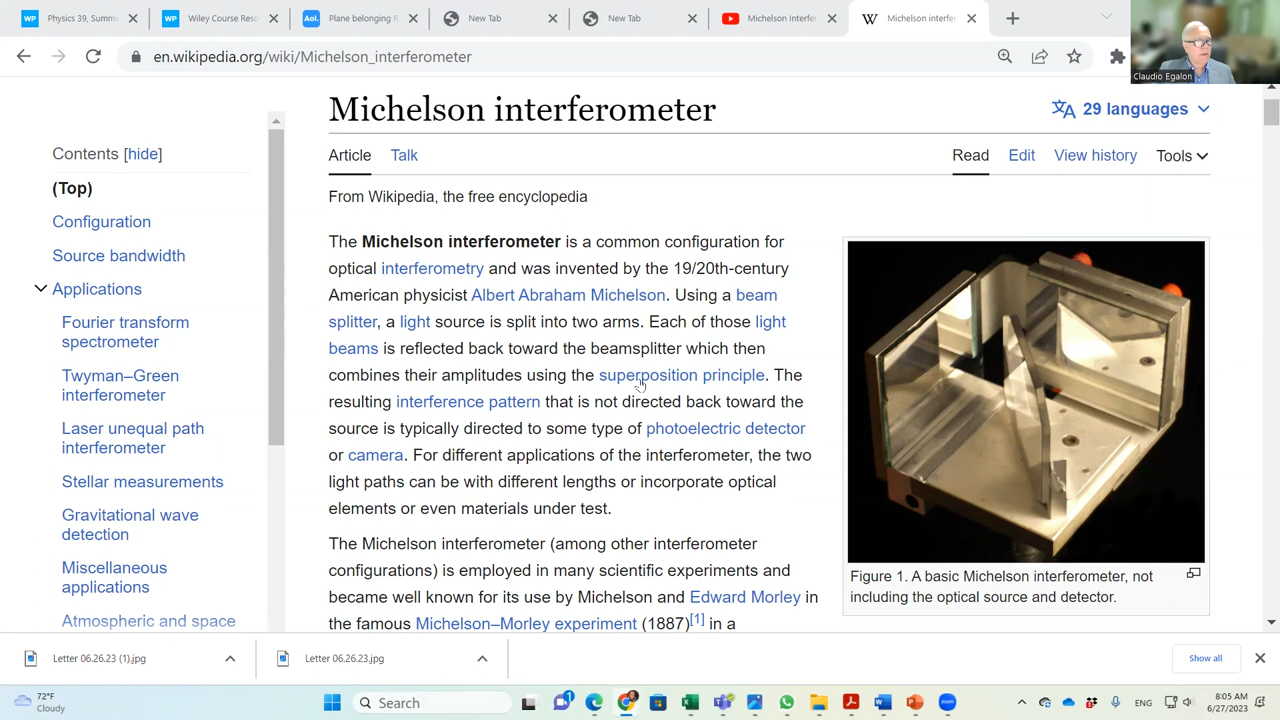 Physics 39, Summ
Wiley Course Res
Aol.
Plane belonging
New Tab
New Tab
Michelson Interfer
Michelson interfer
en.wikipedia.org/wiki/Michelson_interferometer
Claudio Egalon
Michelson interferometer
29 languages
Contents [hide]
Article
Talk
Read
Edit
View history
Tools
(Top)
From Wikipedia, the free encyclopedia
Configuration
Source bandwidth
Applications
Fourier transform
spectrometer
Twyman–Green
interferometer
Laser unequal path
interferometer
Stellar measurements
Gravitational wave
detection
Miscellaneous
applications
Atmospheric and space
The Michelson interferometer is a common configuration for
optical interferometry and was invented by the 19/20th-century
American physicist Albert Abraham Michelson. Using a beam
splitter, a light source is split into two arms. Each of those light
beams is reflected back toward the beamsplitter which then
combines their amplitudes using the superposition principle. The
resulting interference pattern that is not directed back toward the
source is typically directed to some type of photoelectric detector
or camera. For different applications of the interferometer, the two
light paths can be with different lengths or incorporate optical
elements or even materials under test.
The Michelson interferometer (among other interferometer
configurations) is employed in many scientific experiments and
became well known for its use by Michelson and Edward Morley in
the famous Michelson–Morley experiment (1887)[1] in a
Figure 1. A basic Michelson interferometer, not
including the optical source and detector.
Letter 06.26.23 (1).jpg
Letter 06.26.23.jpg
Show all
72°F
Cloudy
Search
ENG
8:05 AM
6/27/2023